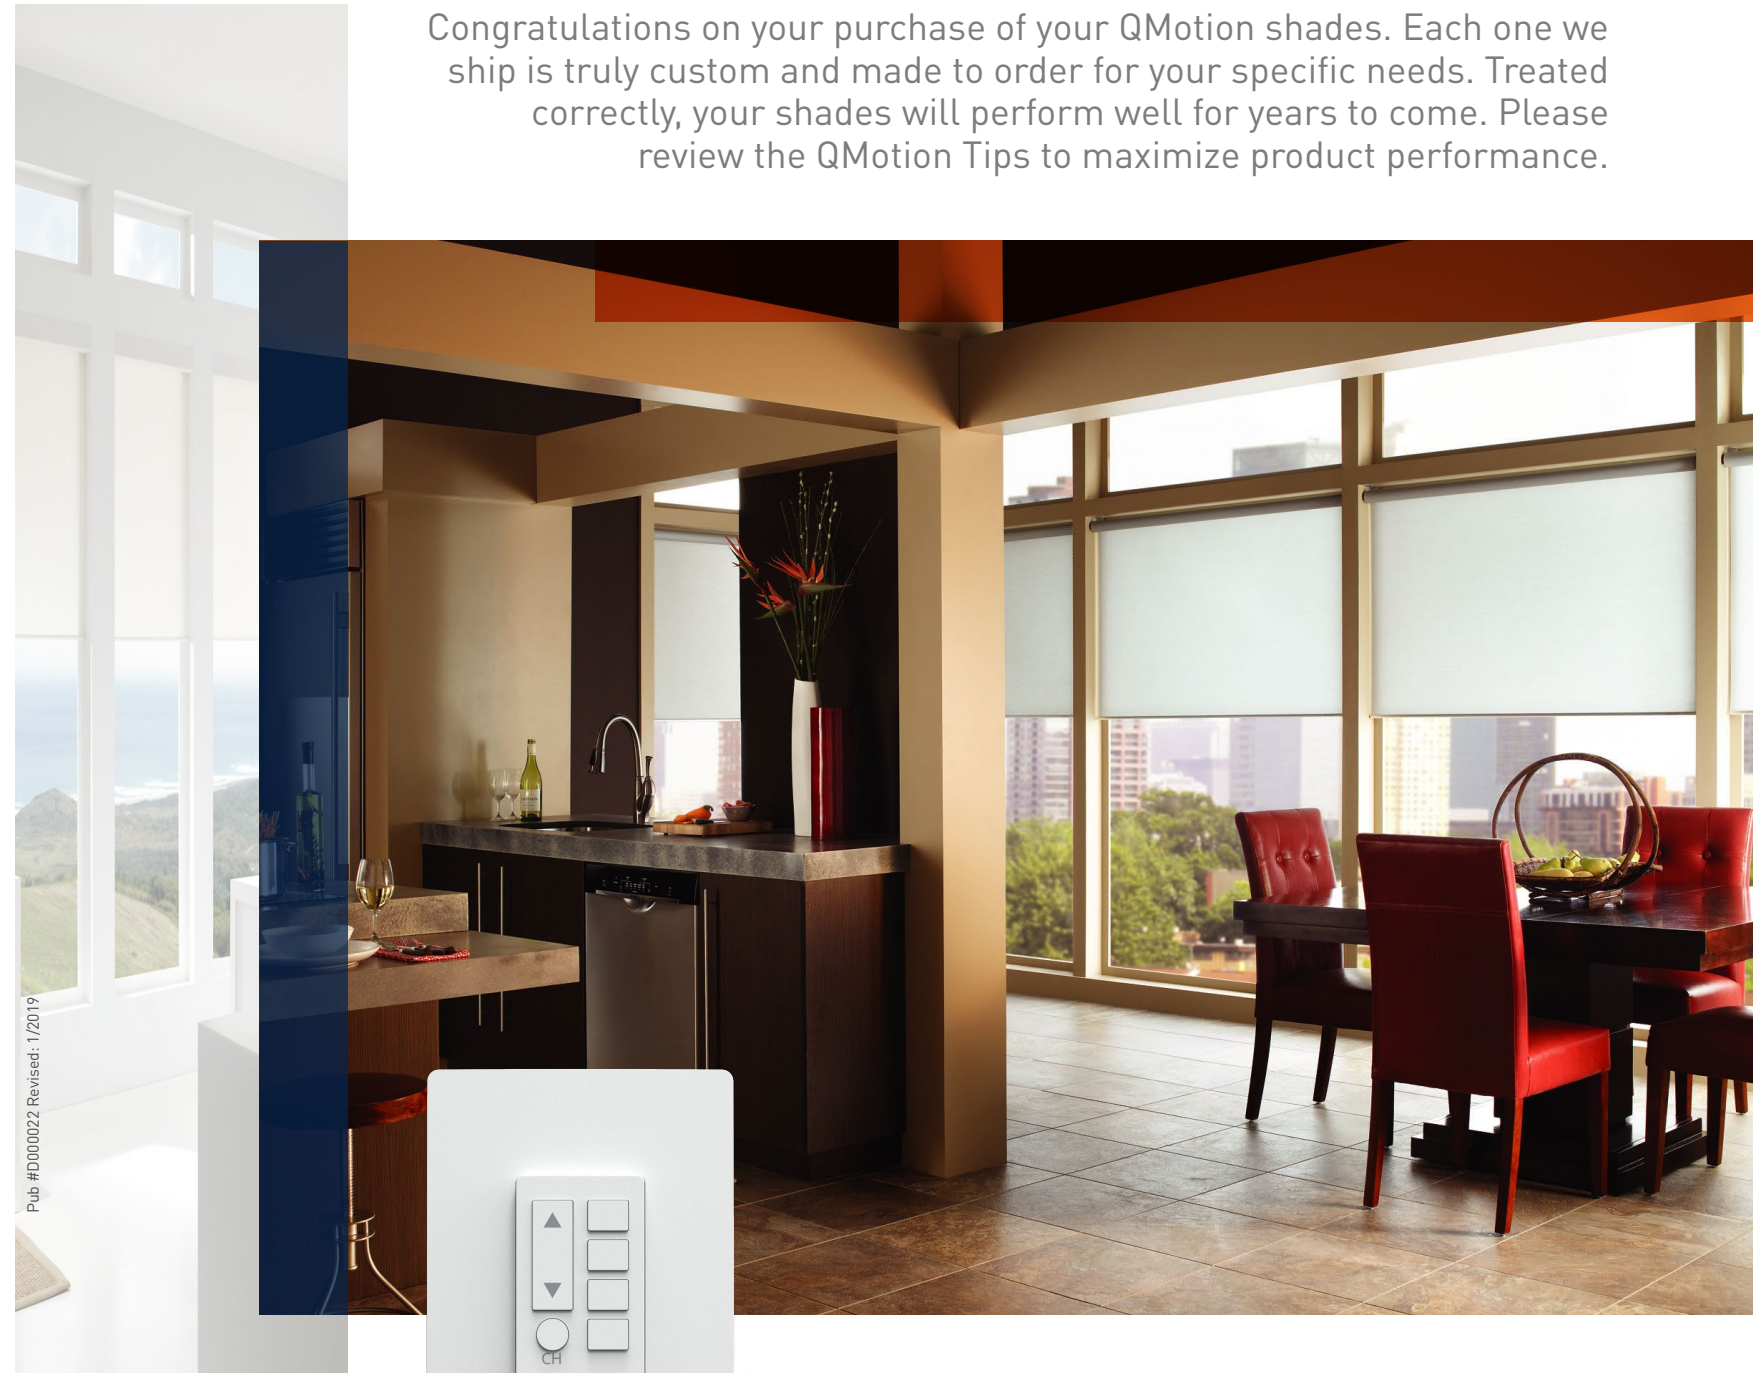 Congratulations on your purchase of your QMotion shades. Each one we
ship is truly custom and made to order for your specific needs. Treated
correctly, your shades will perform well for years to come. Please
review the QMotion Tips to maximize product performance.
Pub #D000022 Revised: 1/2019
CH